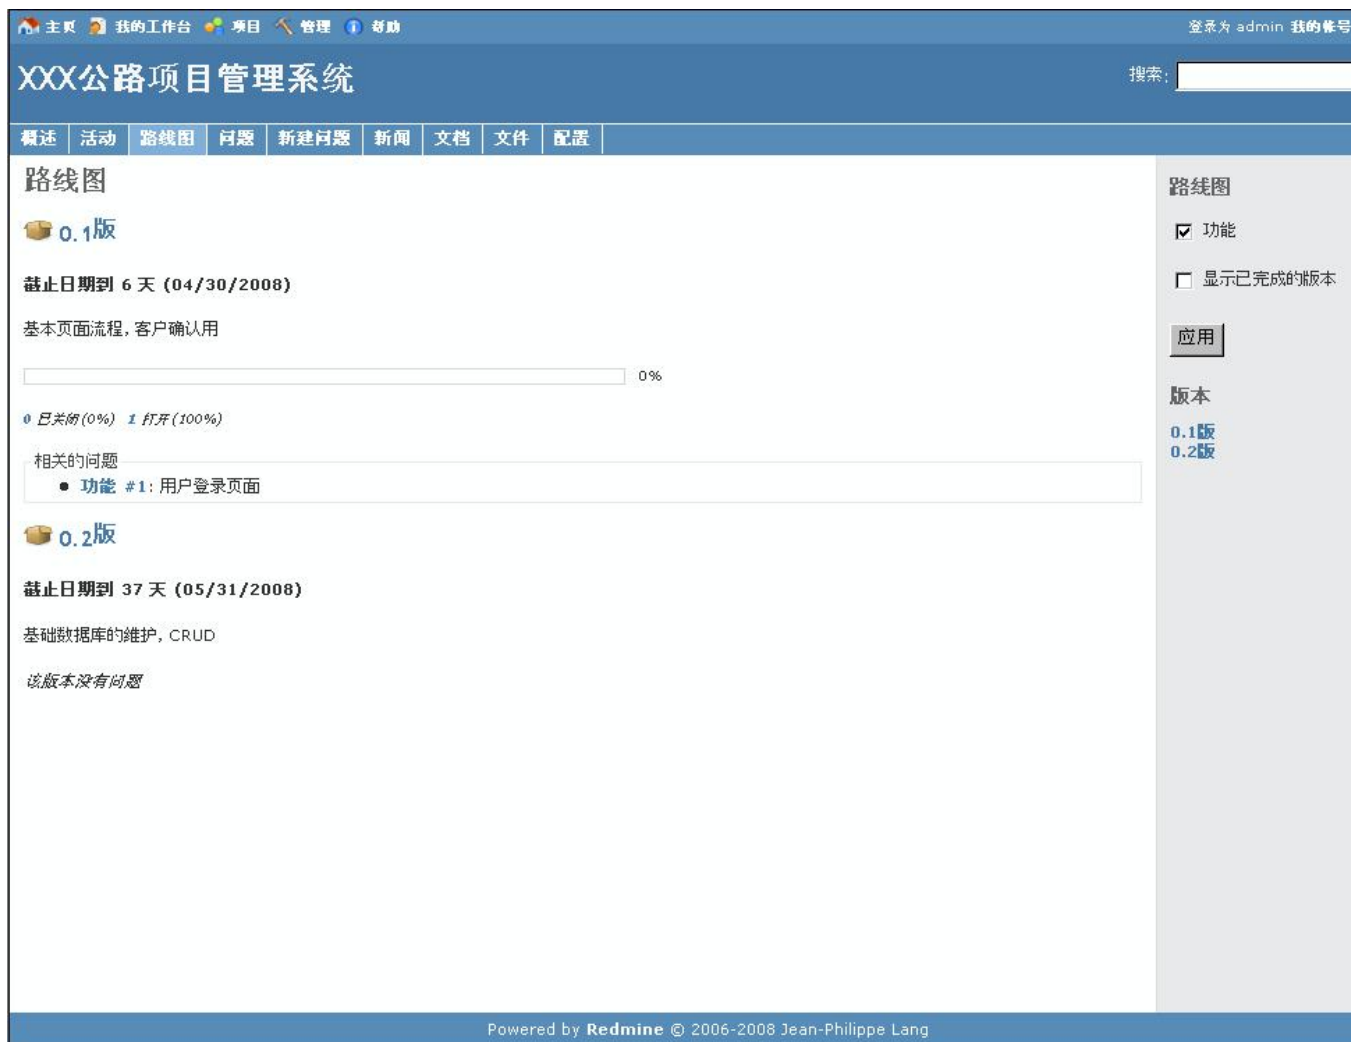 主页 我的工作台 项目 管理 帮助 登录为 admin 我的帐号
XXX公路项目管理系统 搜索:
概述 活动 路线图 问题 新建问题 新闻 文档 文件 配置
路线图
0.1版
截止日期到 6 天 (04/30/2008)
基本页面流程, 客户确认用
0%
0 已关闭(0%) 1 打开(100%)
相关的问题
功能 #1: 用户登录页面
0.2版
截止日期到 37 天 (05/31/2008)
基础数据库的维护, CRUD
该版本没有问题
路线图
功能
显示已完成的版本
应用
版本
0.1版
0.2版
Powered by Redmine © 2006-2008 Jean-Philippe Lang